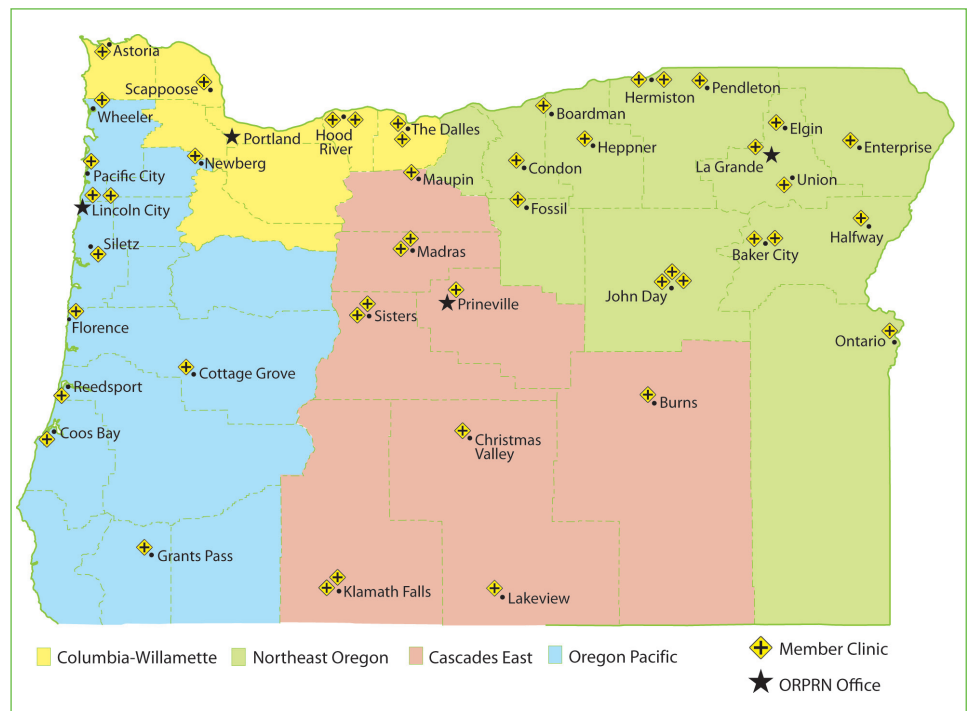 Astoria
Scappoose
Wheeler
Portland
Hood
River
The Dalles
Newberg
Pacific City
Maupin
Lincoln City
Siletz
Madras
Hermiston
Pendleton
Boardman
Elgin
Heppner
Enterprise
La Grande
Condon
Union
Fossil
Halfway
Baker City
John Day
Prineville
Sisters
Florence
Ontario
Cottage Grove
Reedsport
Burns
Coos Bay
Christmas
Valley
Grants Pass
Klamath Falls
Lakeview
Columbia-Willamette
Northeast Oregon
Cascades East
Oregon Pacific
Member Clinic
ORPRN Office